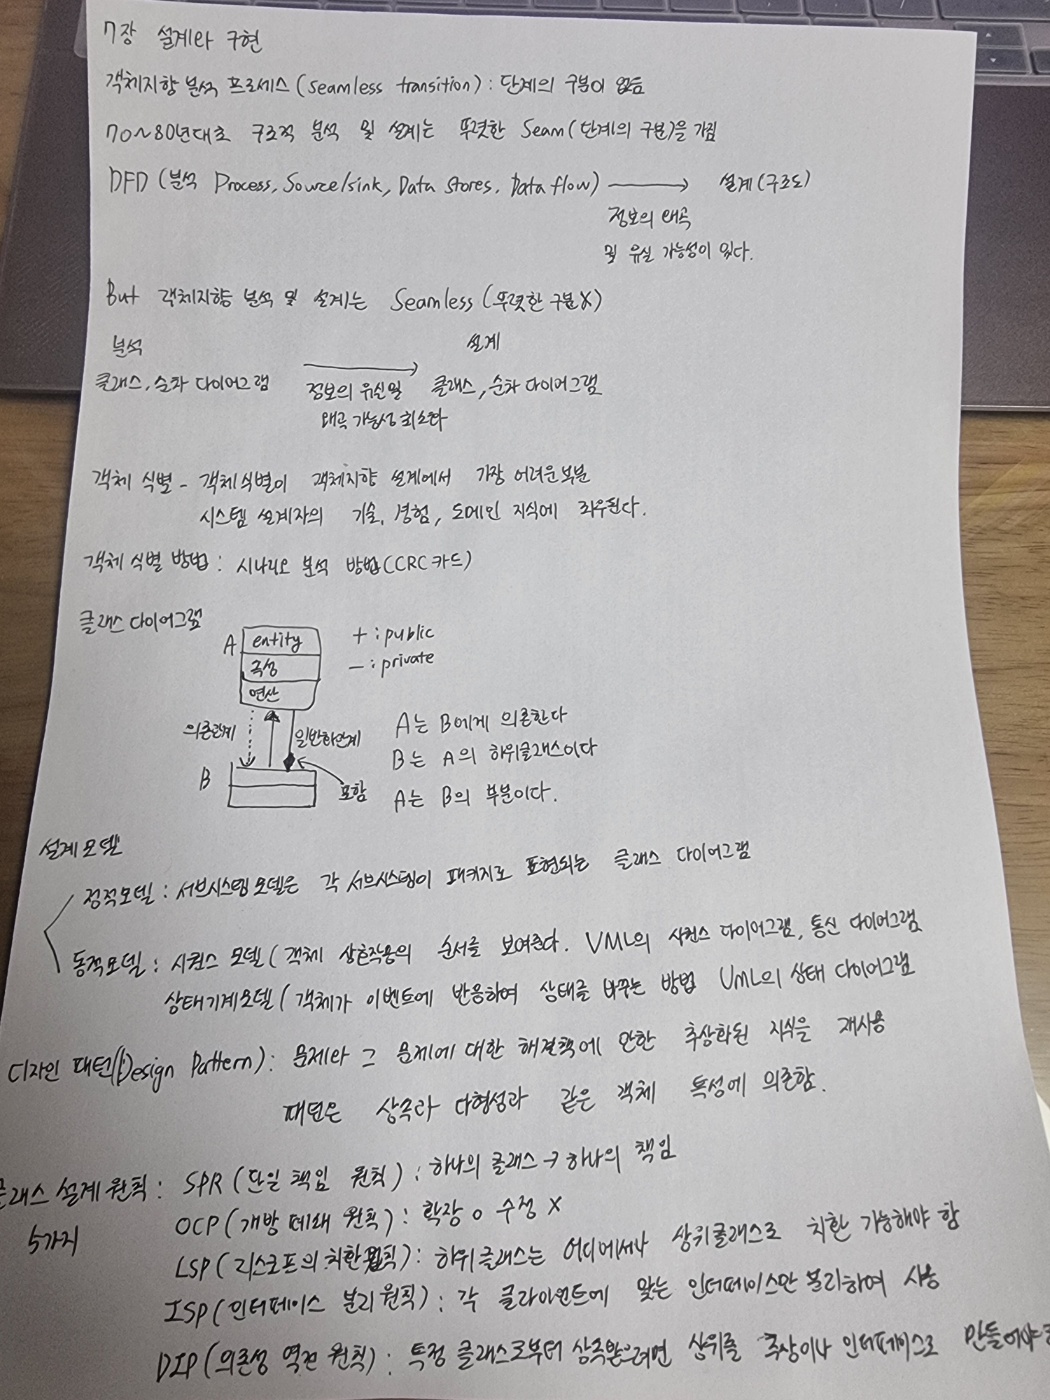 7장 설계와 구현
객체지향 분석 프로세스(Seamless transition) : 단계의 구분이 없음
70~80년대초 구조적 분석 및 설계는 뚜렷한 Seam(단계의 구분)을 가짐
DFD (분석 Process, Source/sink, Data Stores, Data flow) → 설계(구조도)
정보의 왜곡
및 유실 가능성이 있다.
But 객체지향 분석 및 설계는 Seamless (뚜렷한 구분X)
분석 설계
클래스, 순차 다이어그램 → 클래스, 순차 다이어그램
정보의 유실및
왜곡 가능성 최소화
객체 식별 - 객체 식별이 객체지향 설계에서 가장 어려운 부분
시스템 설계자의 기술, 경험, 도메인 지식에 좌우된다.
객체 식별 방법 : 시나리오 분석 방법(CRC 카드)
클래스 다이어그램
A entity + : public
속성 - : private
연산
의존관계 일반화관계 A는 B에게 의존한다
B는 A의 하위클래스이다
B 포함 A는 B의 부분이다.
설계 모델
정적모델 : 서브시스템 모델은 각 서브시스템이 패키지로 표현되는 클래스 다이어그램
동적모델 : 시퀀스 모델( 객체 상호작용의 순서를 보여준다. UML의 시퀀스 다이어그램, 통신 다이어그램
상태기계모델 ( 객체가 이벤트에 반응하여 상태를 바꾸는 방법 UML의 상태 다이어그램
디자인 패턴(Design Pattern) : 문제와 그 문제에 대한 해결책에 관한 추상화된 지식을 재사용
패턴은 상속과 다형성과 같은 객체 특성에 의존함.
클래스 설계 원칙 : SPR (단일 책임 원칙) : 하나의 클래스 → 하나의 책임
5가지 OCP (개방 폐쇄 원칙) : 확장 O 수정 X
LSP (리스코프의 치환 원칙) : 하위 클래스는 어디에서나 상위클래스로 치환 가능해야 함
ISP (인터페이스 분리 원칙) : 각 클라이언트에 맞는 인터페이스만 분리하여 사용
DIP (의존성 역전 원칙) : 특정 클래스로부터 상속받으려면 상위를 추상이나 인터페이스로 만들어야